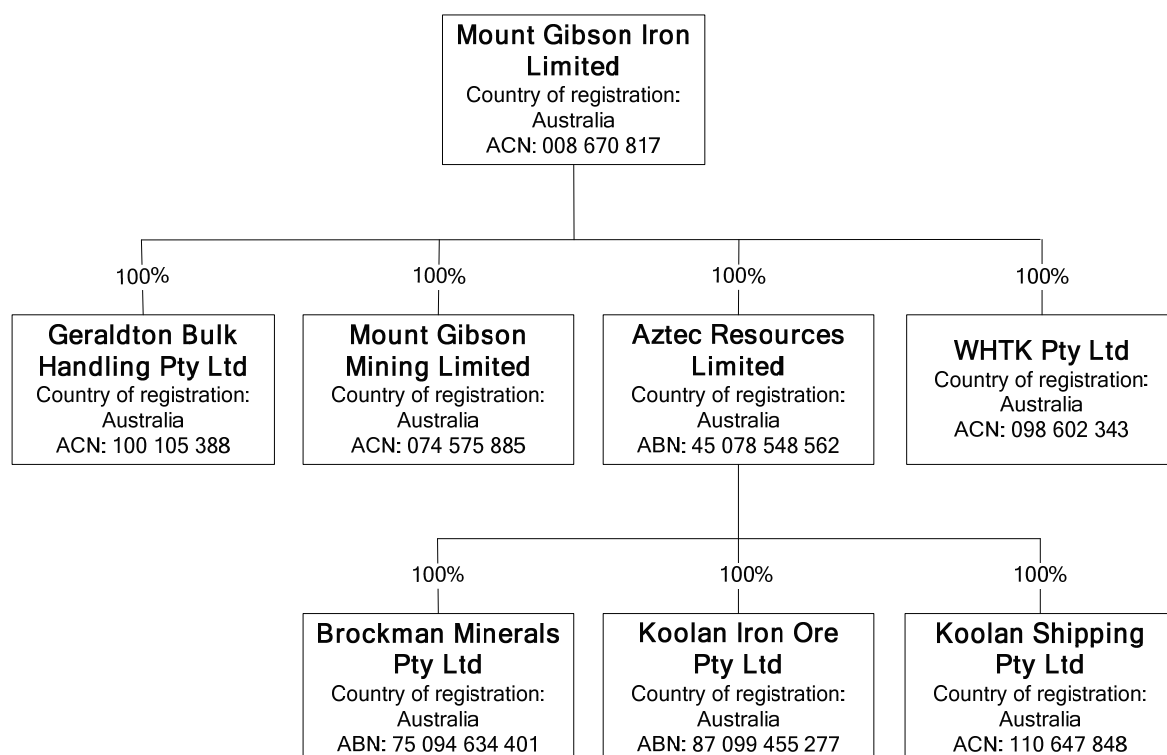 Mount Gibson Iron
Limited
Country of registration:
Australia
ACN: 008 670 817
100%
100%
100%
100%
Geraldton Bulk
Handling Pty Ltd
Country of registration:
Australia
ACN: 100 105 388
Mount Gibson
Mining Limited
Country of registration:
Australia
ACN: 074 575 885
Aztec Resources
Limited
Country of registration:
Australia
ABN: 45 078 548 562
WHTK Pty Ltd
Country of registration:
Australia
ACN: 098 602 343
100%
100%
100%
Brockman Minerals
Pty Ltd
Country of registration:
Australia
ABN: 75 094 634 401
Koolan Iron Ore
Pty Ltd
Country of registration:
Australia
ABN: 87 099 455 277
Koolan Shipping
Pty Ltd
Country of registration:
Australia
ACN: 110 647 848